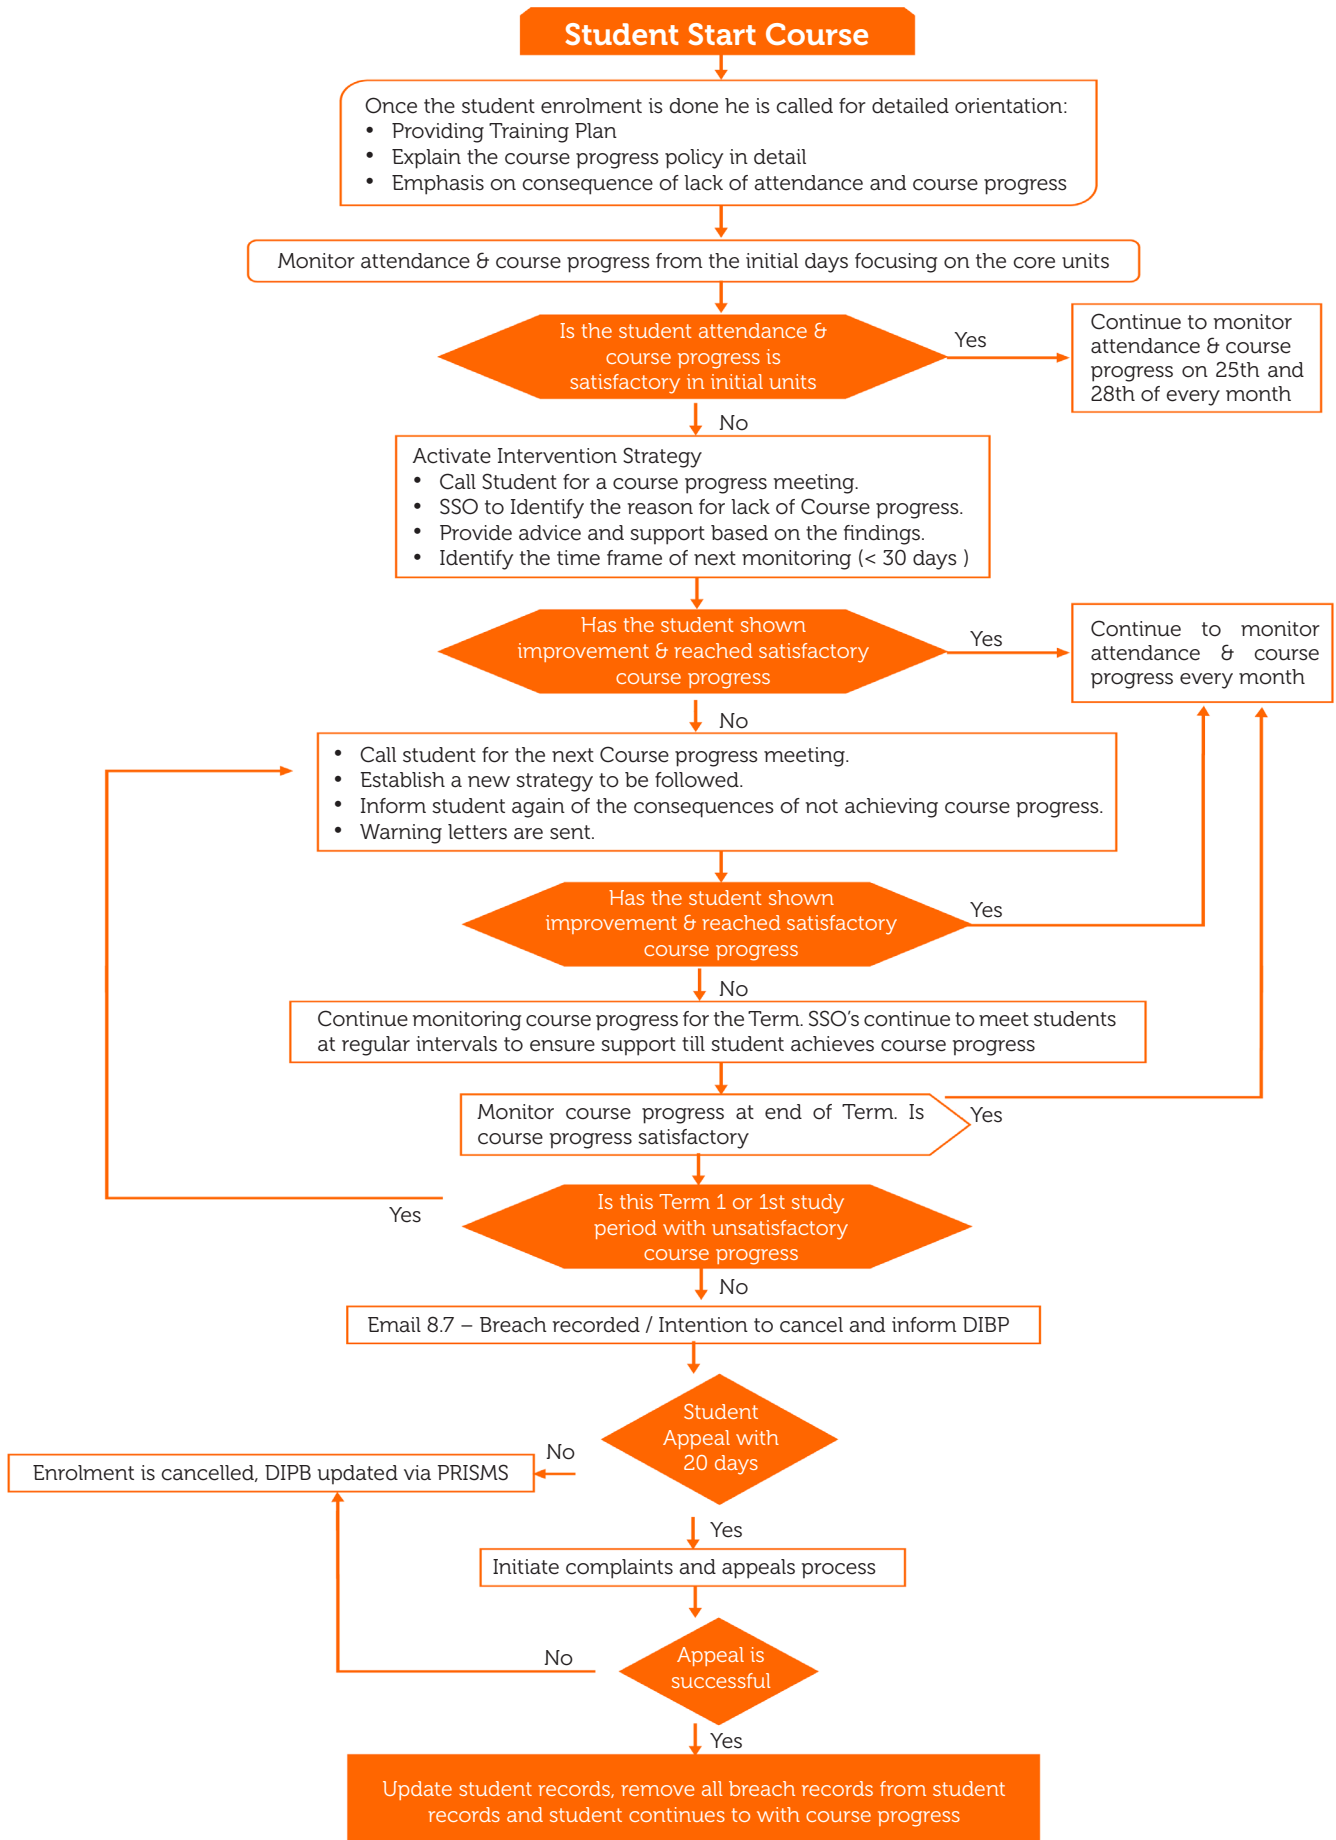 Student Start Course
Once the student enrolment is done he is called for detailed orientation:
• Providing Training Plan
• Explain the course progress policy in detail
• Emphasis on consequence of lack of attendance and course progress
Monitor attendance & course progress from the initial days focusing on the core units
Is the student attendance &
course progress is
satisfactory in initial units
Yes
Continue to monitor
attendance & course
progress on 25th and
28th of every month
No
Activate Intervention Strategy
• Call Student for a course progress meeting.
• SSO to Identify the reason for lack of Course progress.
• Provide advice and support based on the findings.
• Identify the time frame of next monitoring (< 30 days )
Has the student shown
improvement & reached satisfactory
course progress
Yes
Continue to monitor
attendance & course
progress every month
No
• Call student for the next Course progress meeting.
• Establish a new strategy to be followed.
• Inform student again of the consequences of not achieving course progress.
• Warning letters are sent.
Has the student shown
improvement & reached satisfactory
course progress
Yes
No
Continue monitoring course progress for the Term. SSO's continue to meet students
at regular intervals to ensure support till student achieves course progress
Monitor course progress at end of Term. Is
course progress satisfactory
Yes
Is this Term 1 or 1st study
period with unsatisfactory
course progress
Yes
No
Email 8.7 – Breach recorded / Intention to cancel and inform DIBP
Student
Appeal with
20 days
No
Enrolment is cancelled, DIPB updated via PRISMS
Yes
Initiate complaints and appeals process
Appeal is
successful
No
Yes
Update student records, remove all breach records from student
records and student continues to with course progress